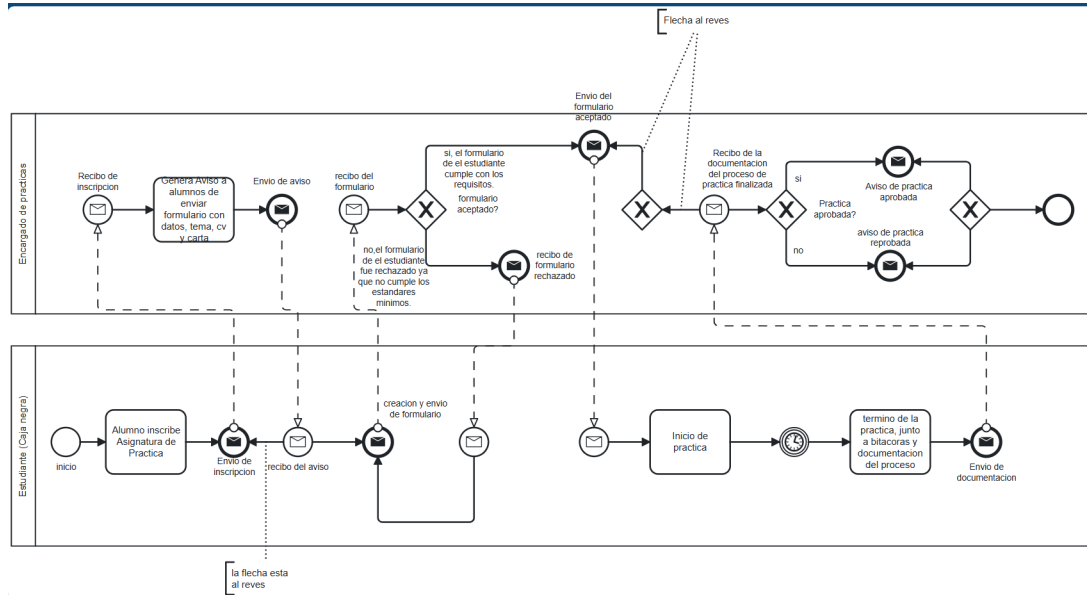 Flecha al reves
Encargado de practicas
Recibo de
inscripcion
Genera Aviso a
alumnos de
enviar
formulario con
datos, tema, cv
y carta
Envio de aviso
recibo del
formulario
si, el formulario
de el estudiante
cumple con los
requisitos.
formulario
aceptado?
no,el formulario
de el estudiante
fue rechazado ya
que no cumple los
estandares
minimos.
recibo de
formulario
rechazado
Envio del
formulario
aceptado
Recibo de la
documentacion
del proceso de
practica finalizada
si
Practica
aprobada?
no
Aviso de practica
aprobada
aviso de practica
reprobada
Estudiante (Caja negra)
inicio
Alumno inscribe
Asignatura de
Practica
Envio de
inscripcion
recibo del aviso
creacion y envio
de formulario
Inicio de
practica
termino de la
practica, junto
a bitacoras y
documentacion
del proceso
Envio de
documentacion
la flecha esta
al reves